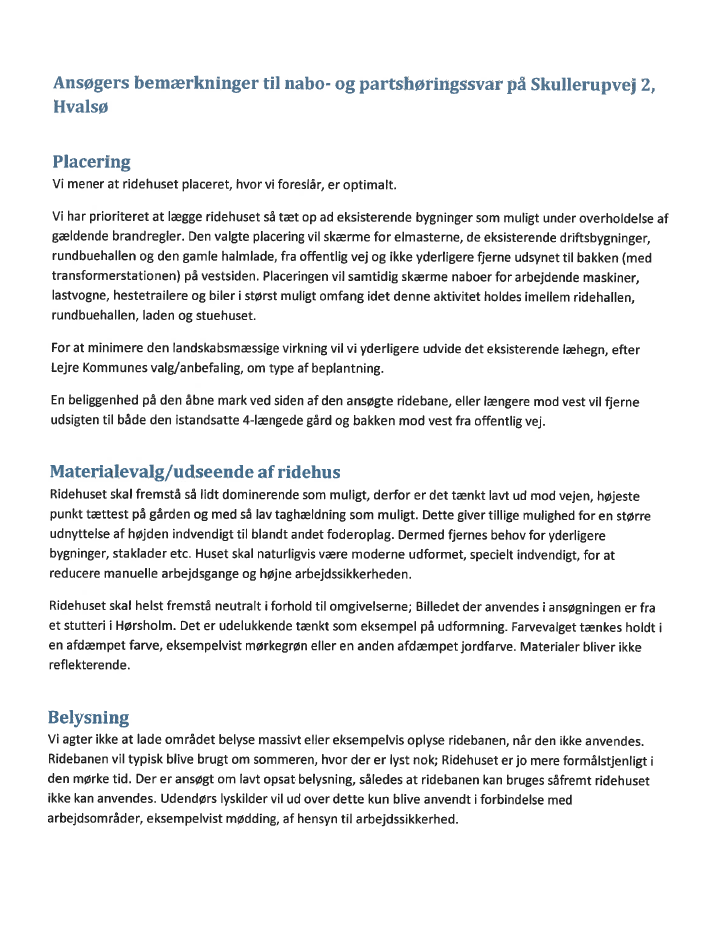 Ansøgers bemærkninger til nabo- og partshøringssvar på Skullerupvej 2,
Hvalsø
Placering
Vi mener at ridehuset placeret, hvor vi foreslår, er optimalt.
Vi har prioriteret at lægge ridehuset så tæt op ad eksisterende bygninger som muligt under overholdelse af
gældende brandregler. Den valgte placering vil skærme for elmasterne, de eksisterende driftsbygninger,
rundbuehallen og den gamle halmlade, fra offentlig vej og ikke yderligere fjerne udsynet til bakken (med
transformerstationen) på vestsiden. Placeringen vil samtidig skærme naboer for arbejdende maskiner,
lastvogne, hestetrailere og biler i størst muligt omfang idet denne aktivitet holdes imellem ridehallen,
rundbuehallen, laden og stuehuset.
For at minimere den landskabsmæssige virkning vil vi yderligere udvide det eksisterende læhegn, efter
Lejre Kommunes valg/anbefaling, om type af beplantning.
En beliggenhed på den åbne mark ved siden af den ansøgte ridebane, eller længere mod vest vil fjerne
udsigten til både den istandsatte 4-længede gård og bakken mod vest fra offentlig vej.
Materialevalg/udseende af ridehus
Ridehuset skal fremstå så lidt dominerende som muligt, derfor er det tænkt lavt ud mod vejen, højeste
punkt tættest på gården og med så lav taghældning som muligt. Dette giver tillige mulighed for en større
udnyttelse af højden indvendigt til blandt andet foderoplag. Dermed fjernes behov for yderligere
bygninger, staklader etc. Huset skal naturligvis være moderne udformet, specielt indvendigt, for at
reducere manuelle arbejdsgange og højne arbejdssikkerheden.
Ridehuset skal helst fremstå neutralt i forhold til omgivelserne; Billedet der anvendes i ansøgningen er fra
et stutteri i Hørsholm. Det er udelukkende tænkt som eksempel på udformning. Farvevalget tænkes holdt i
en afdæmpet farve, eksempelvist mørkegrøn eller en anden afdæmpet jordfarve. Materialer bliver ikke
reflekterende.
Belysning
Vi agter ikke at lade området belyse massivt eller eksempelvis oplyse ridebanen, når den ikke anvendes.
Ridebanen vil typisk blive brugt om sommeren, hvor der er lyst nok; Ridehuset er jo mere formålstjenligt i
den mørke tid. Der er ansøgt om lavt opsat belysning, således at ridebanen kan bruges såfremt ridehuset
ikke kan anvendes. Udendørs lyskilder vil ud over dette kun blive anvendt i forbindelse med
arbejdsområder, eksempelvist mødding, af hensyn til arbejdssikkerhed.